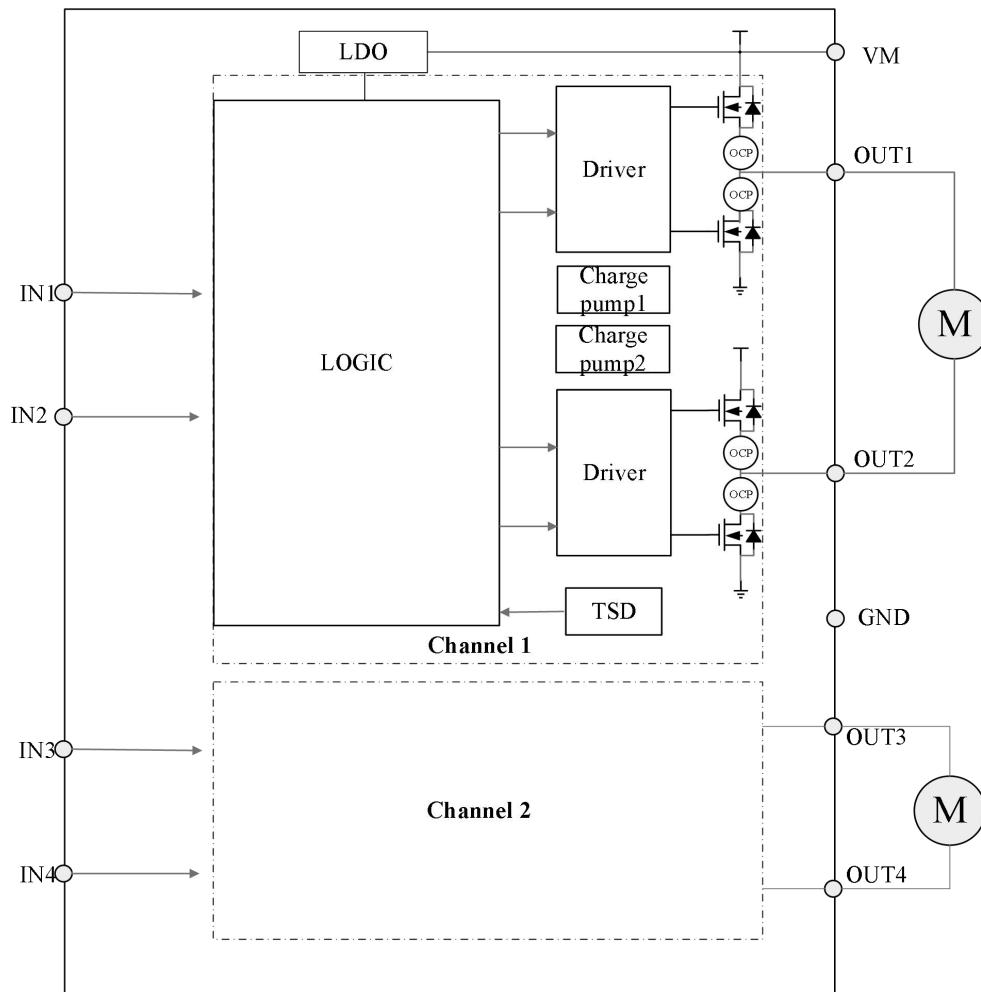 LDO
VM
OCP
OUT1
Driver
OCP
Charge
pump1
IN1
M
Charge
pump2
LOGIC
IN2
OCP
OUT2
Driver
OCP
TSD
GND
Channel 1
IN3
OUT3
Channel 2
M
IN4
OUT4